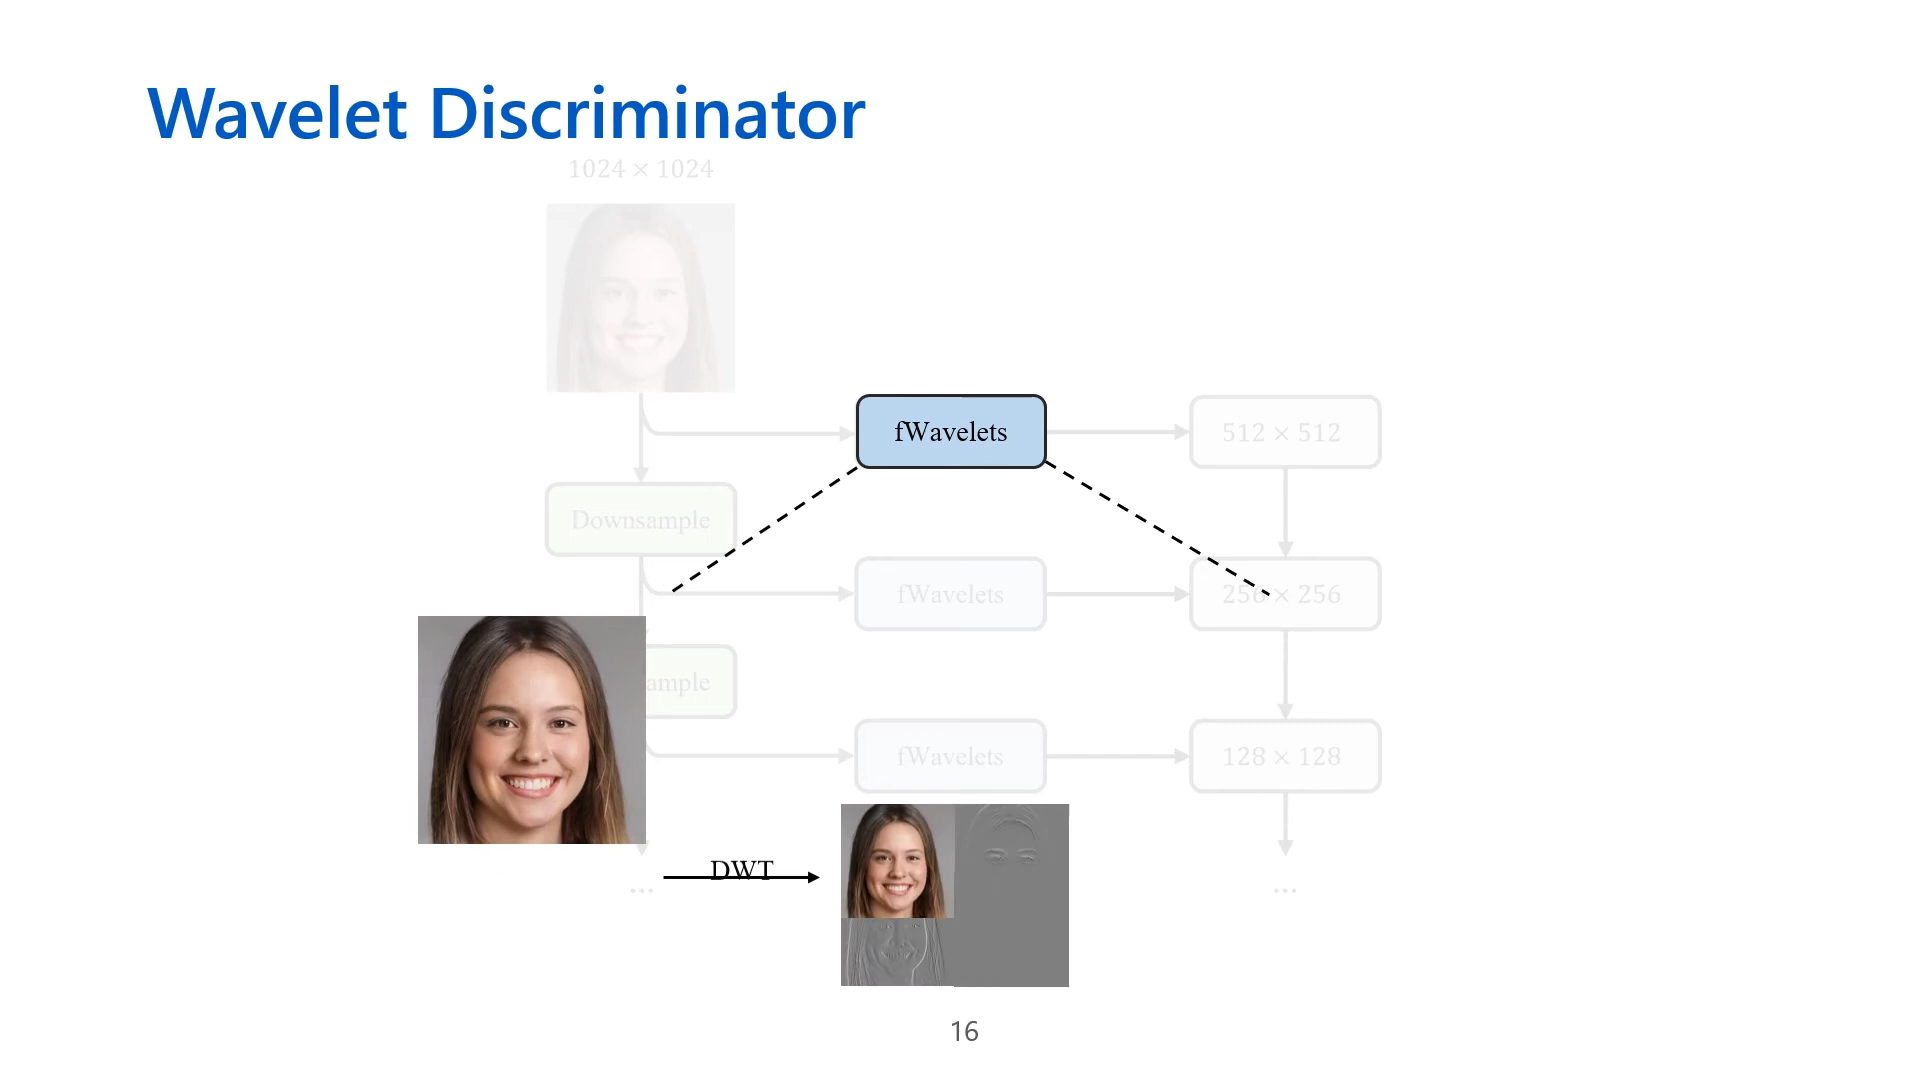 Wavelet Discriminator
1024 × 1024
fWavelets
512 × 512
Downsample
fWavelets
256 × 256
ample
fWavelets
128 × 128
DWT
...
...
16